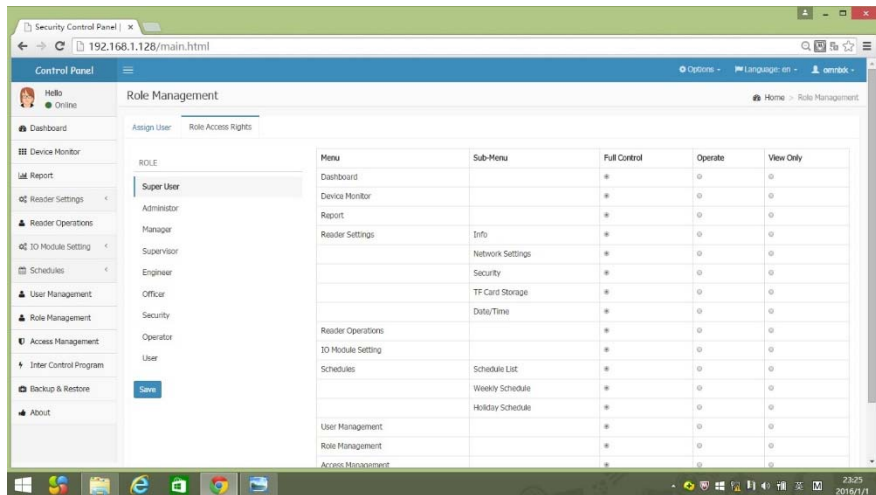 Security Control Panel |
192.168.1.128/main.html
Control Panel
Options
Language: en
Hello
Online
Role Management
Home > Role Management
Dashboard
Device Monitor
Report
Reader Settings
Reader Operations
IO Module Setting
Schedules
User Management
Role Management
Access Management
Inter Control Program
Backup & Restore
About
Assign User Role Access Rights
ROLE
Super User
Administor
Manager
Supervisor
Engineer
Officer
Security
Operator
User
Save
Menu Sub-Menu Full Control Operate View Only
Dashboard
Device Monitor
Report
Reader Settings Info
Network Settings
Security
TF Card Storage
Date/Time
Reader Operations
IO Module Setting
Schedules Schedule List
Weekly Schedule
Holiday Schedule
User Management
Role Management
Access Management
英 M
23:25
2016/1/1